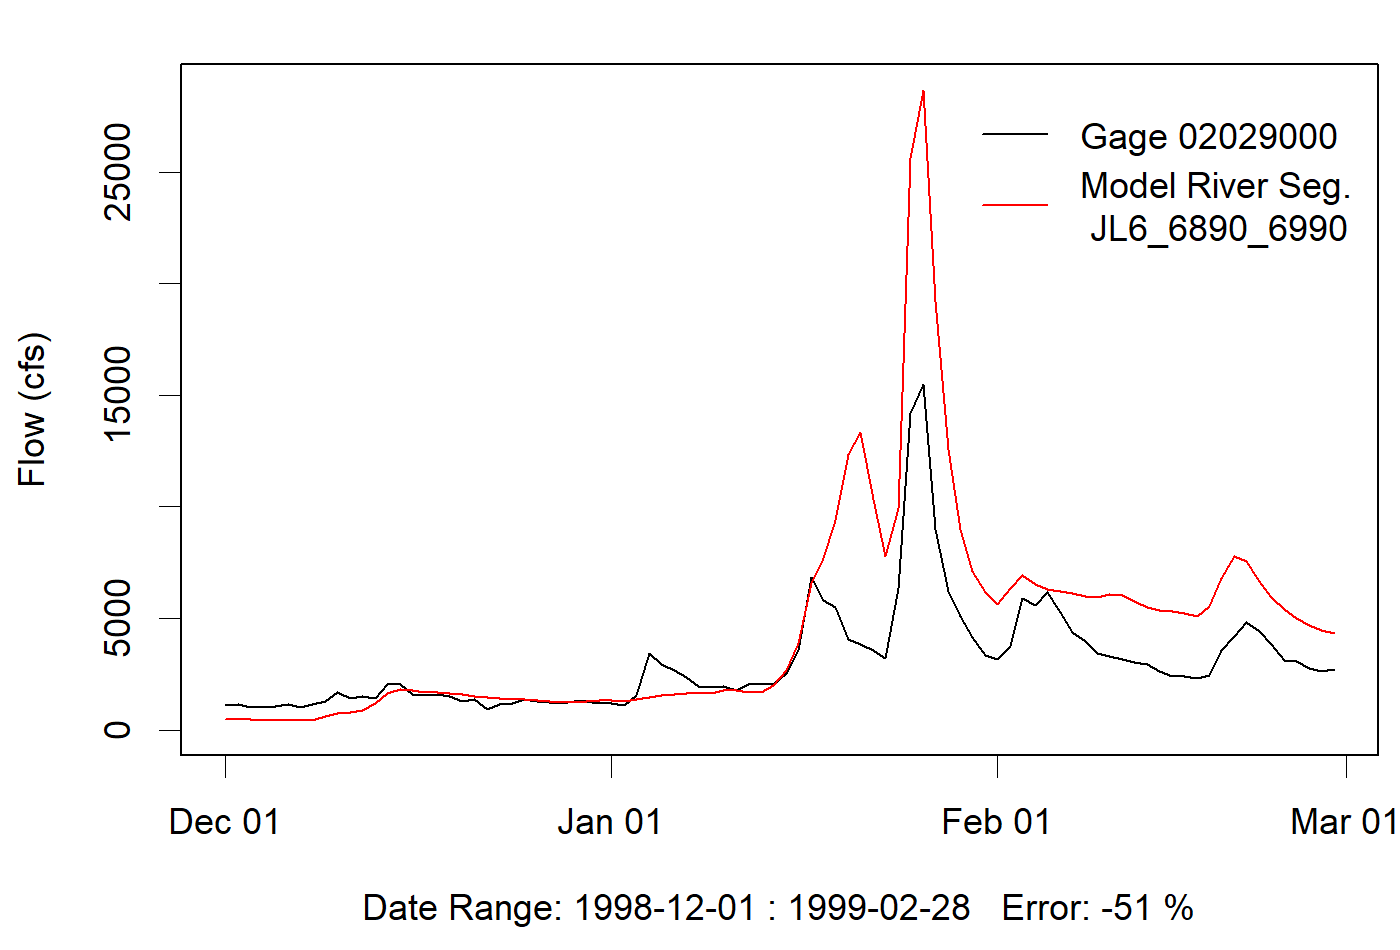 Gage 02029000
Model River Seg.
JL6_6890_6990
Flow (cfs)
25000
15000
5000
0
Dec 01 Jan 01 Feb 01 Mar 01
Date Range: 1998-12-01 : 1999-02-28 Error: -51 %